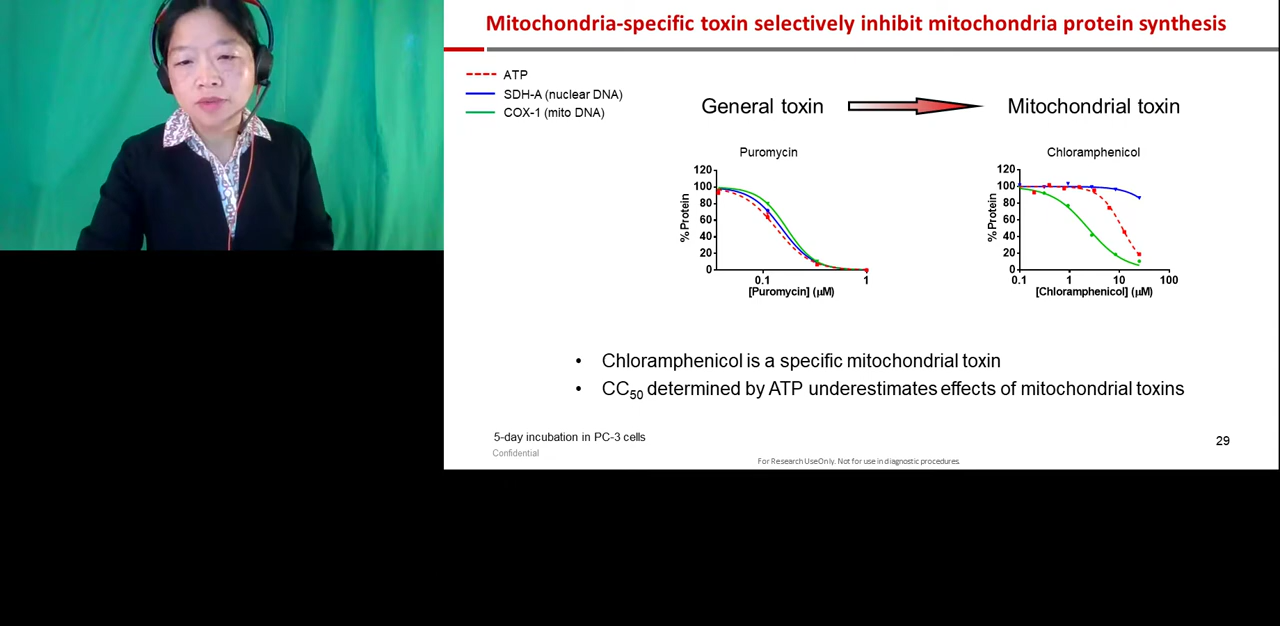 Mitochondria-specific toxin selectively inhibit mitochondria protein synthesis
ATP
SDH-A (nuclear DNA)
COX-1 (mito DNA)
General toxin
Mitochondrial toxin
Puromycin
120
100
80
60
40
20
0
% Protein
0.1
1
[Puromycin] (μM)
Chloramphenicol
120
100
80
60
40
20
0
% Protein
0.1
1
10
100
[Chloramphenicol] (μM)
• Chloramphenicol is a specific mitochondrial toxin
• CC50 determined by ATP underestimates effects of mitochondrial toxins
5-day incubation in PC-3 cells
Confidential
For Research UseOnly. Not for use in diagnostic procedures.
29